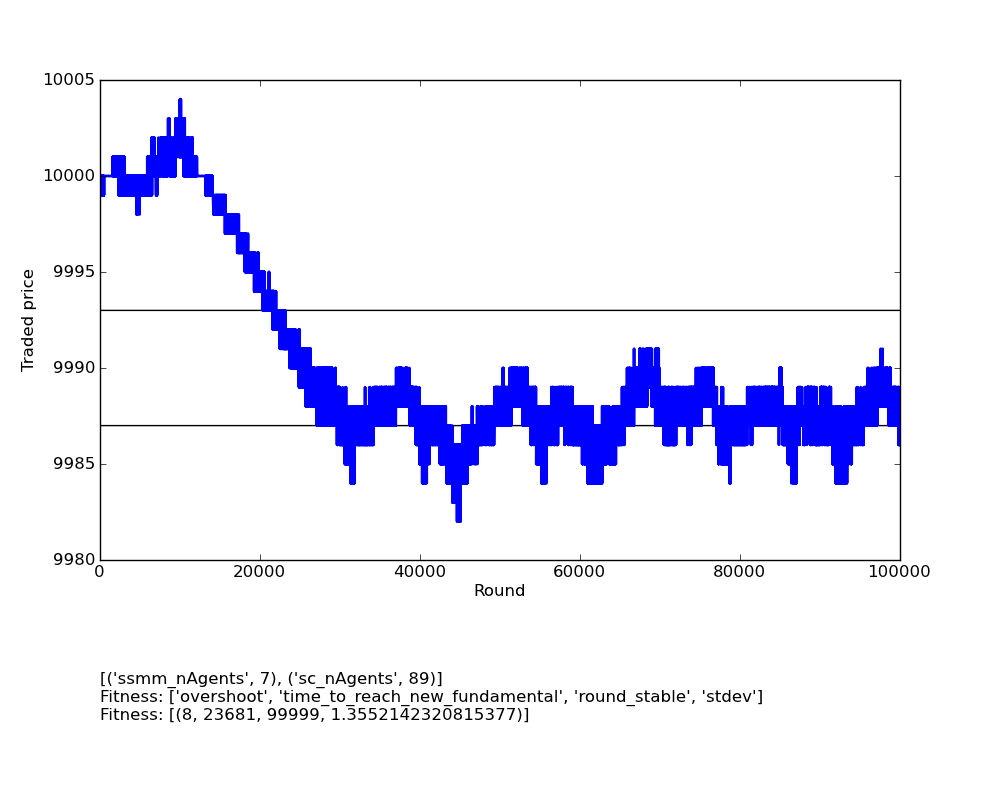 10005
10000
9995
9990
9985
9980
Traded price
0 20000 40000 60000 80000 100000
Round
[('ssmm_nAgents', 7), ('sc_nAgents', 89)]
Fitness: ['overshoot', 'time_to_reach_new_fundamental', 'round_stable', 'stdev']
Fitness: [(8, 23681, 99999, 1.3552142320815377)]